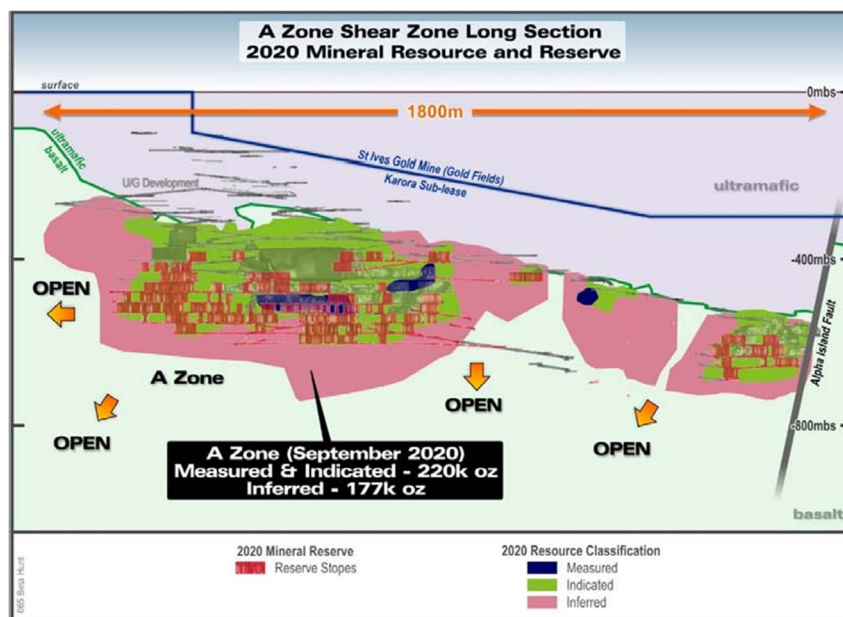 A Zone Shear Zone Long Section
2020 Mineral Resource and Reserve
surface
0mbs
1800m
ultramafic
basalt
St Ives Gold Mine (Gold Fields)
Karora Sub-lease
U/G Development
ultramafic
-400mbs
OPEN
Alpha Island Fault
A Zone
OPEN
OPEN
OPEN
-800mbs
A Zone (September 2020)
Measured & Indicated - 220k oz
Inferred - 177k oz
basalt
2020 Mineral Reserve
Reserve Stopes
2020 Resource Classification
Measured
Indicated
Inferred
085 Beta Hunt